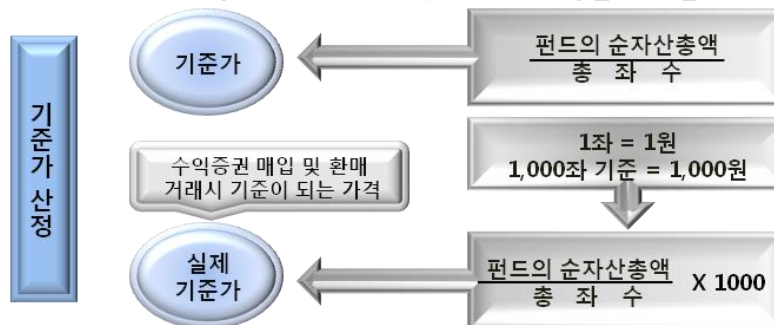 기준가 산정
기준가
펀드의 순자산총액
총 좌 수
1좌 = 1원
1,000좌 기준 = 1,000원
수익증권 매입 및 환매
거래시 기준이 되는 가격
실제
기준가
펀드의 순자산총액
총 좌 수
X 1000